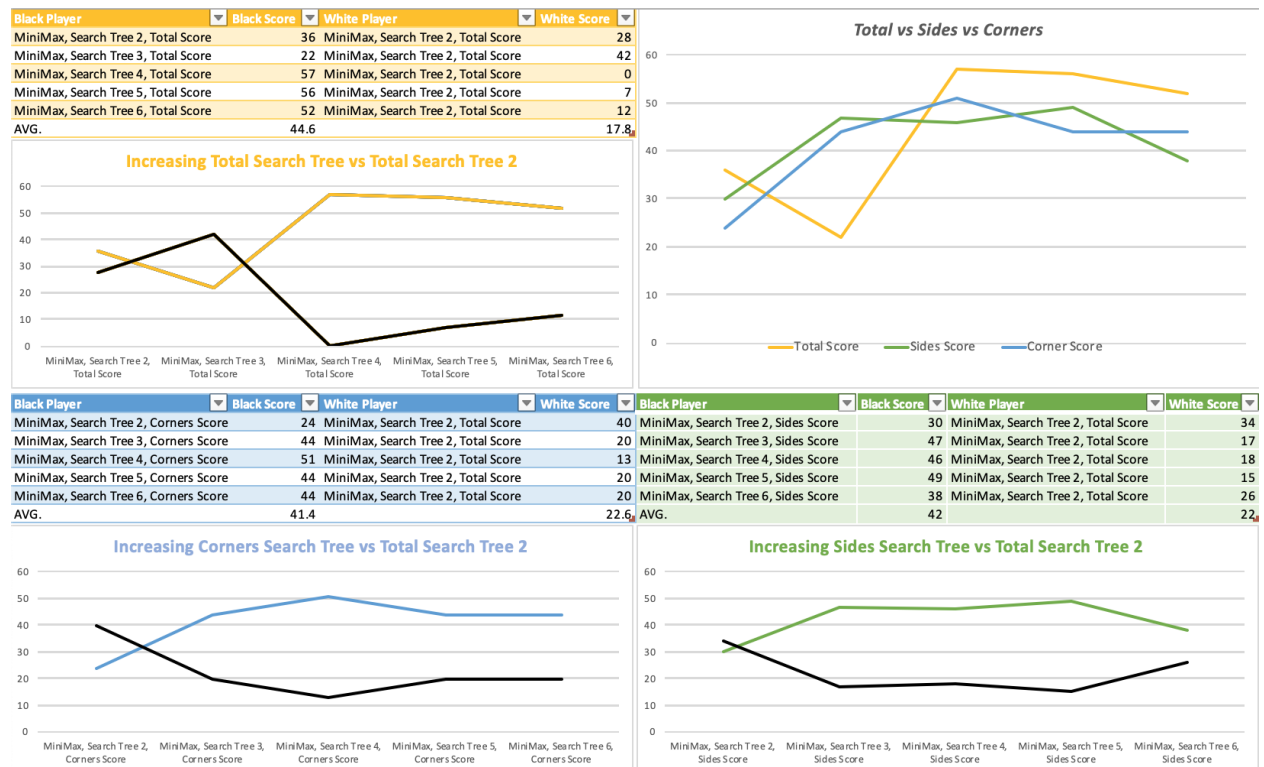 Black Player Black Score White Player White Score
MiniMax, Search Tree 2, Total Score 36 MiniMax, Search Tree 2, Total Score 28
MiniMax, Search Tree 3, Total Score 22 MiniMax, Search Tree 2, Total Score 42
MiniMax, Search Tree 4, Total Score 57 MiniMax, Search Tree 2, Total Score 0
MiniMax, Search Tree 5, Total Score 56 MiniMax, Search Tree 2, Total Score 7
MiniMax, Search Tree 6, Total Score 52 MiniMax, Search Tree 2, Total Score 12
AVG. 44.6 17.8
Increasing Total Search Tree vs Total Search Tree 2
60
50
40
30
20
10
0
MiniMax, Search Tree 2, MiniMax, Search Tree 3, MiniMax, Search Tree 4, MiniMax, Search Tree 5, MiniMax, Search Tree 6,
Total Score Total Score Total Score Total Score Total Score
Total vs Sides vs Corners
60
50
40
30
20
10
0
Total Score Sides Score Corner Score
Black Player Black Score White Player White Score
MiniMax, Search Tree 2, Corners Score 24 MiniMax, Search Tree 2, Total Score 40
MiniMax, Search Tree 3, Corners Score 44 MiniMax, Search Tree 2, Total Score 20
MiniMax, Search Tree 4, Corners Score 51 MiniMax, Search Tree 2, Total Score 13
MiniMax, Search Tree 5, Corners Score 44 MiniMax, Search Tree 2, Total Score 20
MiniMax, Search Tree 6, Corners Score 44 MiniMax, Search Tree 2, Total Score 20
AVG. 41.4 22.6
Black Player Black Score White Player White Score
MiniMax, Search Tree 2, Sides Score 30 MiniMax, Search Tree 2, Total Score 34
MiniMax, Search Tree 3, Sides Score 47 MiniMax, Search Tree 2, Total Score 17
MiniMax, Search Tree 4, Sides Score 46 MiniMax, Search Tree 2, Total Score 18
MiniMax, Search Tree 5, Sides Score 49 MiniMax, Search Tree 2, Total Score 15
MiniMax, Search Tree 6, Sides Score 38 MiniMax, Search Tree 2, Total Score 26
AVG. 42 22
Increasing Corners Search Tree vs Total Search Tree 2
60
50
40
30
20
10
0
MiniMax, Search Tree 2, MiniMax, Search Tree 3, MiniMax, Search Tree 4, MiniMax, Search Tree 5, MiniMax, Search Tree 6,
Corners Score Corners Score Corners Score Corners Score Corners Score
Increasing Sides Search Tree vs Total Search Tree 2
60
50
40
30
20
10
0
MiniMax, Search Tree 2, MiniMax, Search Tree 3, MiniMax, Search Tree 4, MiniMax, Search Tree 5, MiniMax, Search Tree 6,
Sides Score Sides Score Sides Score Sides Score Sides Score